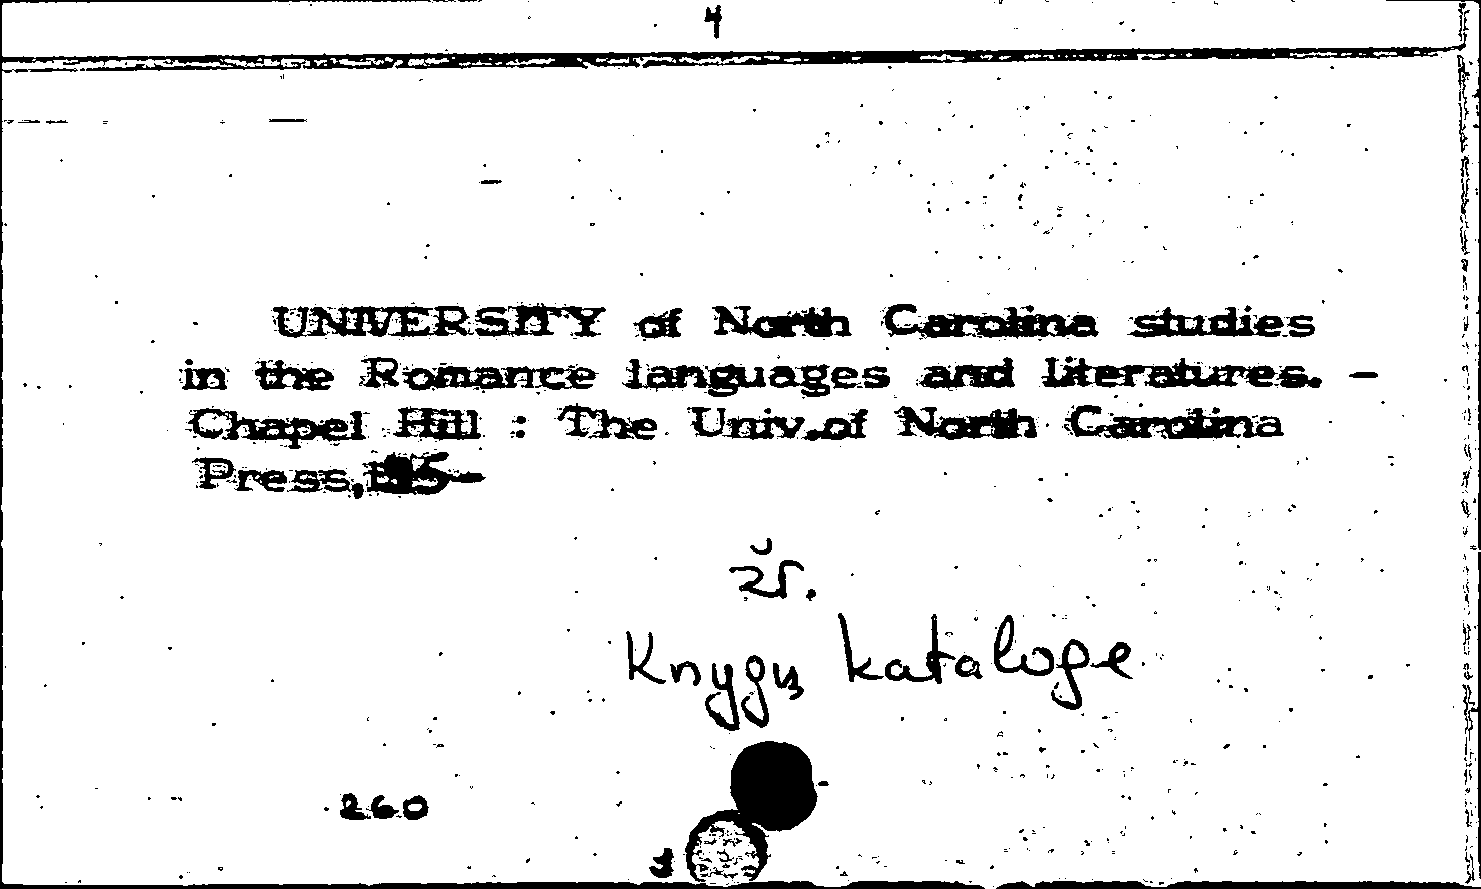 4
UNIVERSITY of North Carolina studies
in the Romance languages and literatures. –
Chapel Hill : The Univ.of North Carolina
Press,
žr.
Knygų kataloge
260